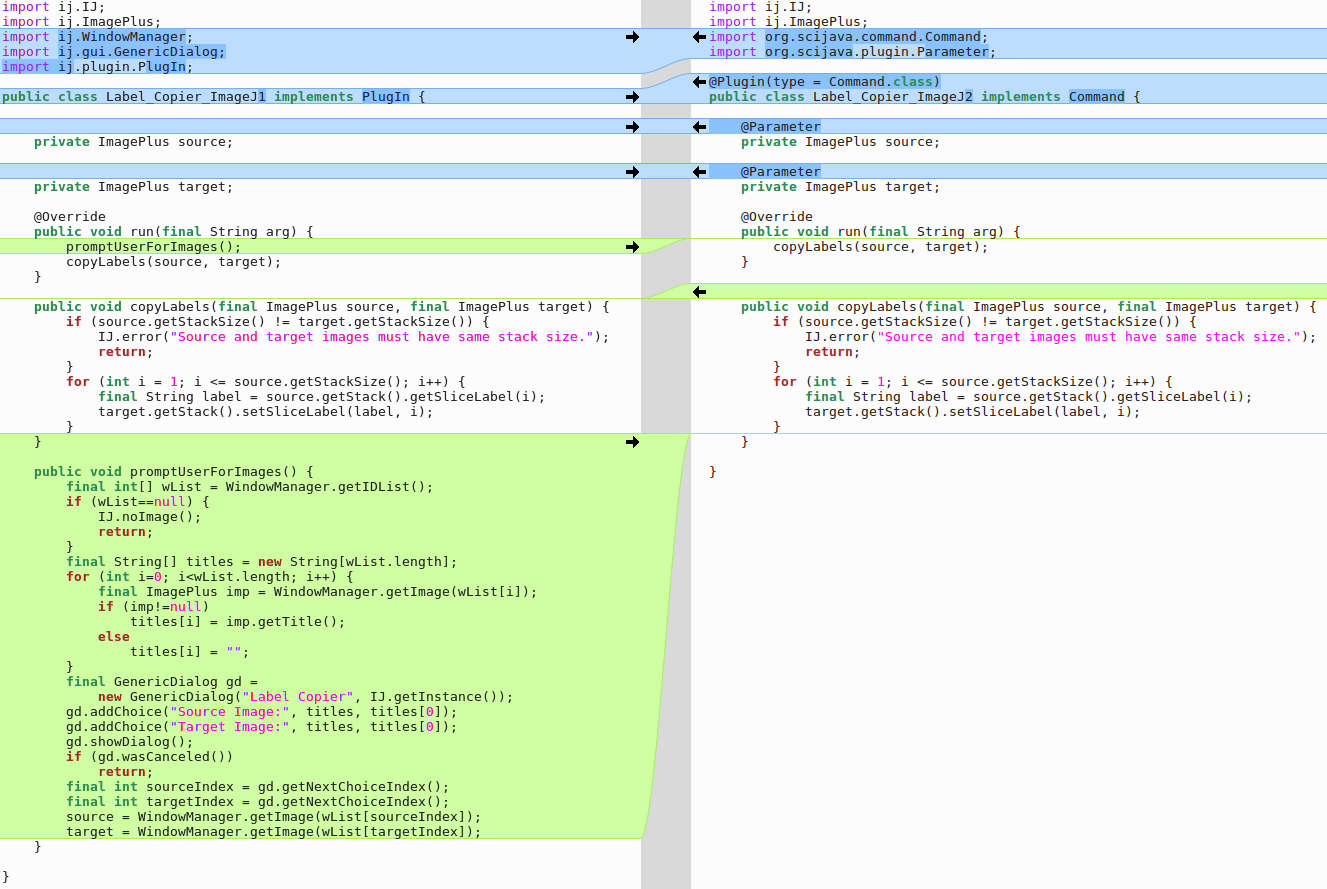 import ij.IJ;
import ij.ImagePlus;
import ij.WindowManager;
import ij.gui.GenericDialog;
import ij.plugin.PlugIn;

public class Label_Copier_ImageJ1 implements PlugIn {

    private ImagePlus source;

    private ImagePlus target;

    @Override
    public void run(final String arg) {
        promptUserForImages();
        copyLabels(source, target);
    }

    public void copyLabels(final ImagePlus source, final ImagePlus target) {
        if (source.getStackSize() != target.getStackSize()) {
            IJ.error("Source and target images must have same stack size.");
            return;
        }
        for (int i = 1; i <= source.getStackSize(); i++) {
            final String label = source.getStack().getSliceLabel(i);
            target.getStack().setSliceLabel(label, i);
        }
    }

    public void promptUserForImages() {
        final int[] wList = WindowManager.getIDList();
        if (wList==null) {
            IJ.noImage();
            return;
        }
        final String[] titles = new String[wList.length];
        for (int i=0; i<wList.length; i++) {
            final ImagePlus imp = WindowManager.getImage(wList[i]);
            if (imp!=null)
                titles[i] = imp.getTitle();
            else
                titles[i] = "";
        }
        final GenericDialog gd =
            new GenericDialog("Label Copier", IJ.getInstance());
        gd.addChoice("Source Image:", titles, titles[0]);
        gd.addChoice("Target Image:", titles, titles[0]);
        gd.showDialog();
        if (gd.wasCanceled())
            return;
        final int sourceIndex = gd.getNextChoiceIndex();
        final int targetIndex = gd.getNextChoiceIndex();
        source = WindowManager.getImage(wList[sourceIndex]);
        target = WindowManager.getImage(wList[targetIndex]);
    }

}
import ij.IJ;
import ij.ImagePlus;
import org.scijava.command.Command;
import org.scijava.plugin.Parameter;

@Plugin(type = Command.class)
public class Label_Copier_ImageJ2 implements Command {

    @Parameter
    private ImagePlus source;

    @Parameter
    private ImagePlus target;

    @Override
    public void run(final String arg) {
        copyLabels(source, target);
    }

    public void copyLabels(final ImagePlus source, final ImagePlus target) {
        if (source.getStackSize() != target.getStackSize()) {
            IJ.error("Source and target images must have same stack size.");
            return;
        }
        for (int i = 1; i <= source.getStackSize(); i++) {
            final String label = source.getStack().getSliceLabel(i);
            target.getStack().setSliceLabel(label, i);
        }
    }

}